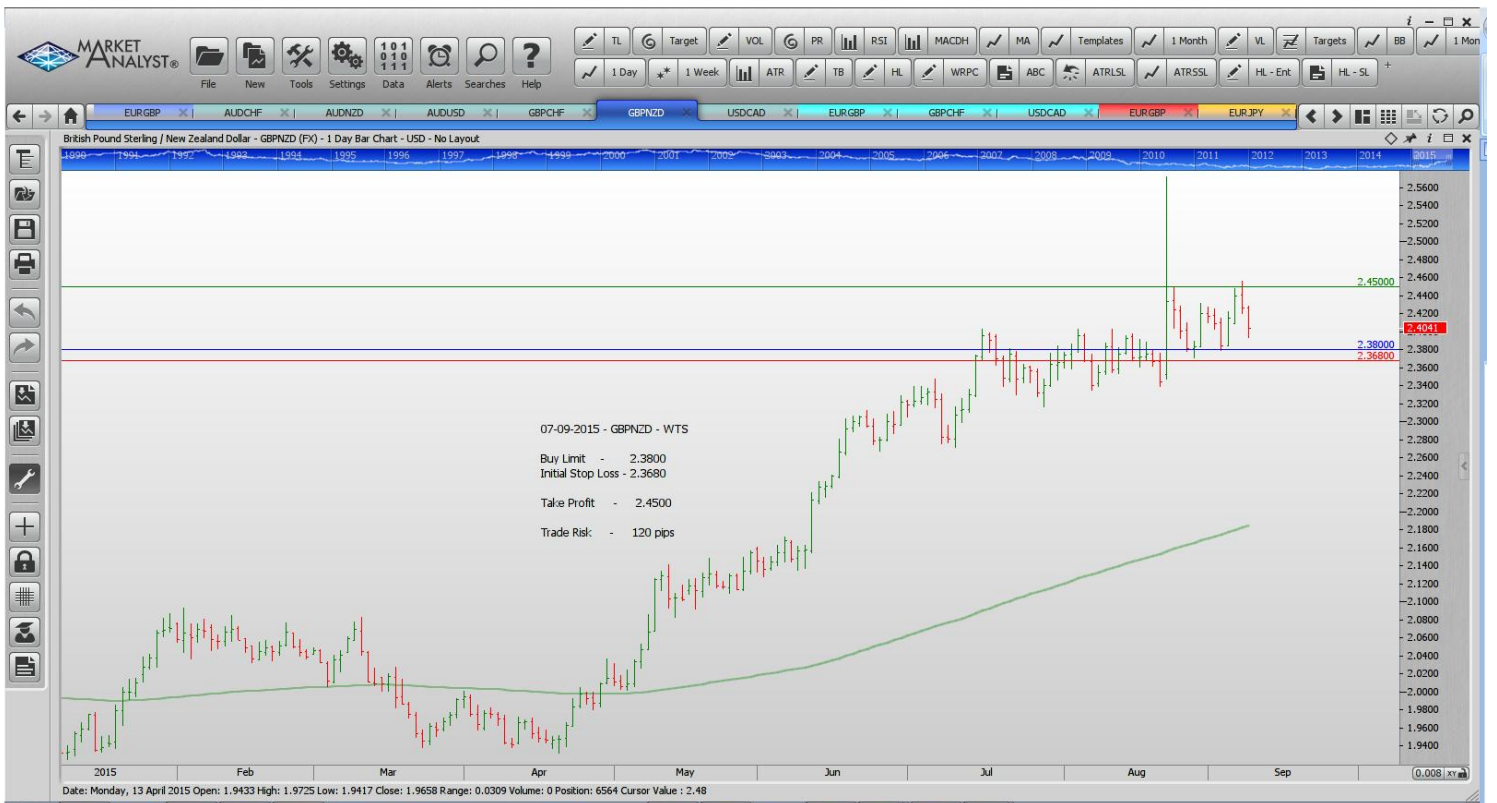 i
MARKET
ANALYST®
File New Tools Settings Data Alerts Searches Help
101
010
111
?
TL Target VOL PR RSI MACDH MA Templates 1 Month VL Targets BB 1 Mon
1 Day 1 Week ATR TB HL WRPC ABC ATRLSL ATRSSL HL - Ent HL - SL +
EURGBP AUDCHF AUDNZD AUDUSD GBPCHF GBPNZD USDCAD EURGBP GBPCHF USDCAD EURGBP EURJPY
British Pound Sterling / New Zealand Dollar - GBPNZD (FX) - 1 Day Bar Chart - USD - No Layout
1990 1991 1992 1993 1994 1995 1996 1997 1998 1999 2000 2001 2002 2003 2004 2005 2006 2007 2008 2009 2010 2011 2012 2013 2014 2015
2.5600
2.5400
2.5200
2.5000
2.4800
2.4600
2.45000
2.4400
2.4200
2.4041
2.38000
2.3800
2.36800
2.3600
2.3400
2.3200
2.3000
2.2800
2.2600
2.2400
2.2200
2.2000
2.1800
2.1600
2.1400
2.1200
2.1000
2.0800
2.0600
2.0400
2.0200
2.0000
1.9800
1.9600
1.9400
07-09-2015 - GBPNZD - WTS
Buy Limit - 2.3800
Initial Stop Loss - 2.3680
Take Profit - 2.4500
Trade Risk - 120 pips
2015 Feb Mar Apr May Jun Jul Aug Sep
0.008 XY
Date: Monday, 13 April 2015 Open: 1.9433 High: 1.9725 Low: 1.9417 Close: 1.9658 Range: 0.0309 Volume: 0 Position: 6564 Cursor Value : 2.48